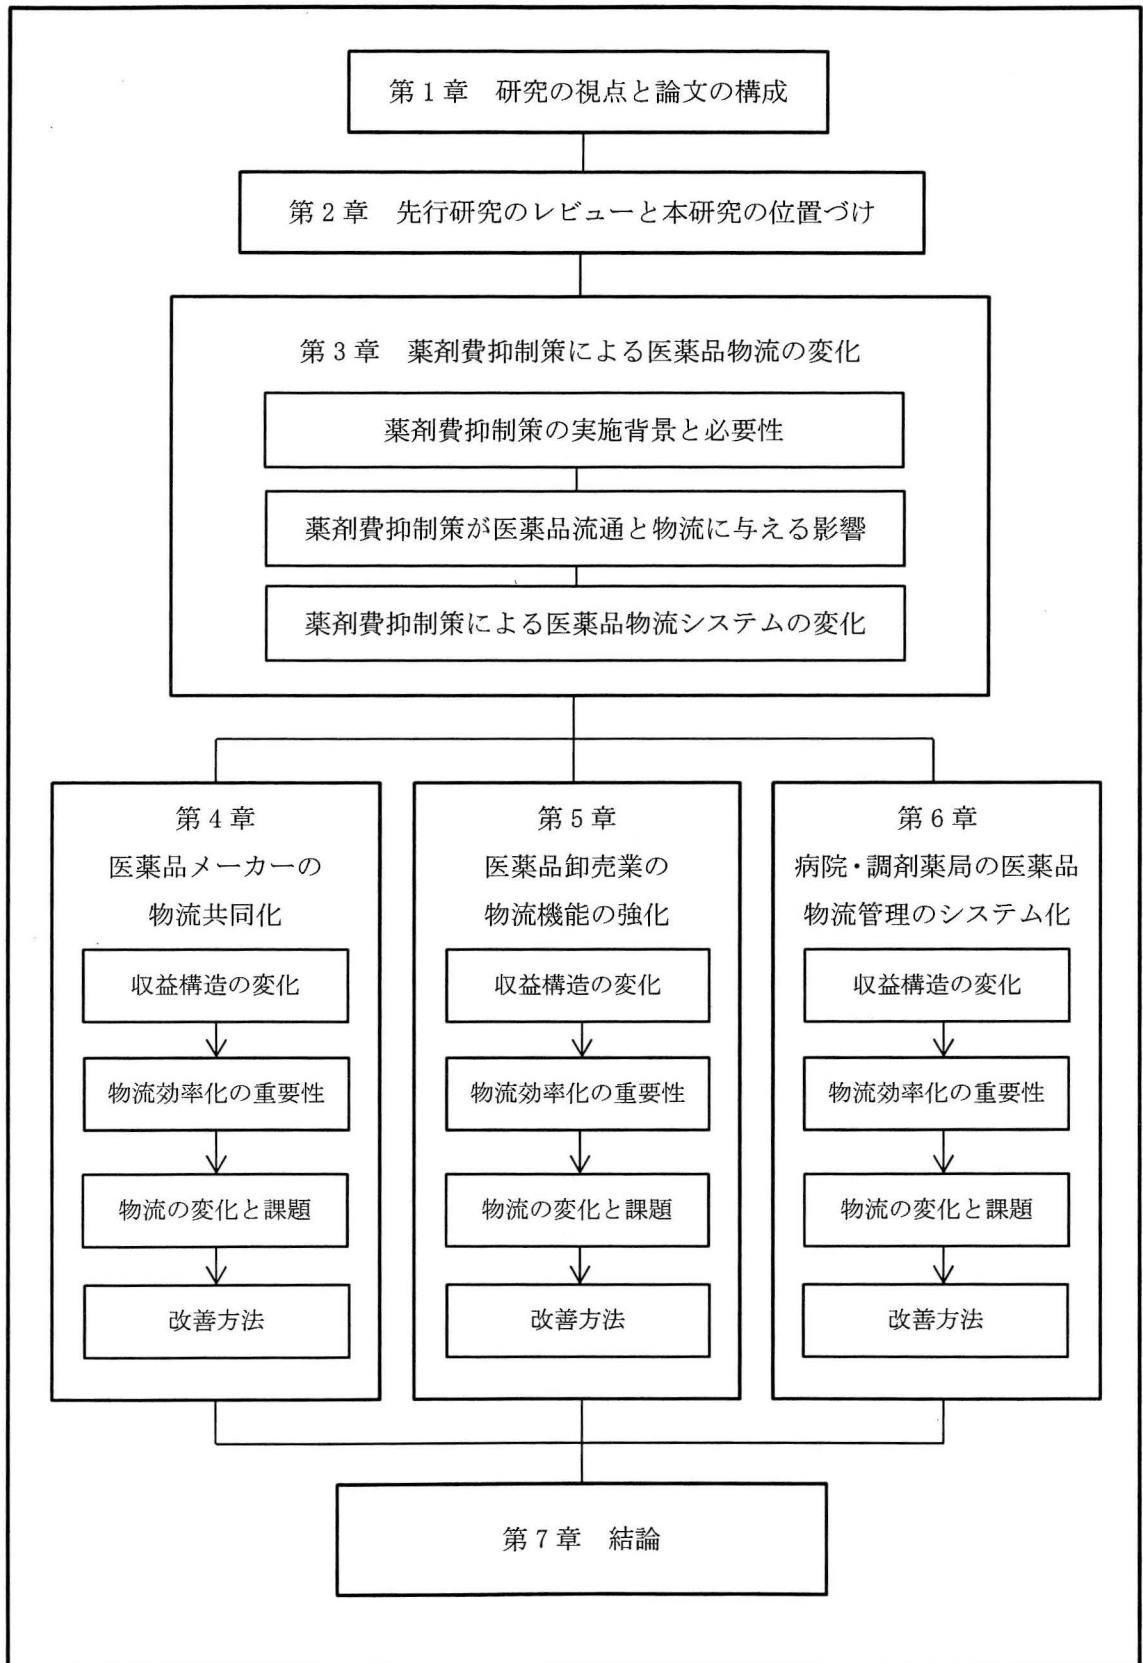 第1章 研究の視点と論文の構成
第2章 先行研究のレビューと本研究の位置づけ
第3章 薬剤費抑制策による医薬品物流の変化
薬剤費抑制策の実施背景と必要性
薬剤費抑制策が医薬品流通と物流に与える影響
薬剤費抑制策による医薬品物流システムの変化
第4章
医薬品メーカーの
物流共同化
収益構造の変化
物流効率化の重要性
物流の変化と課題
改善方法
第5章
医薬品卸売業の
物流機能の強化
収益構造の変化
物流効率化の重要性
物流の変化と課題
改善方法
第6章
病院・調剤薬局の医薬品
物流管理のシステム化
収益構造の変化
物流効率化の重要性
物流の変化と課題
改善方法
第7章 結論